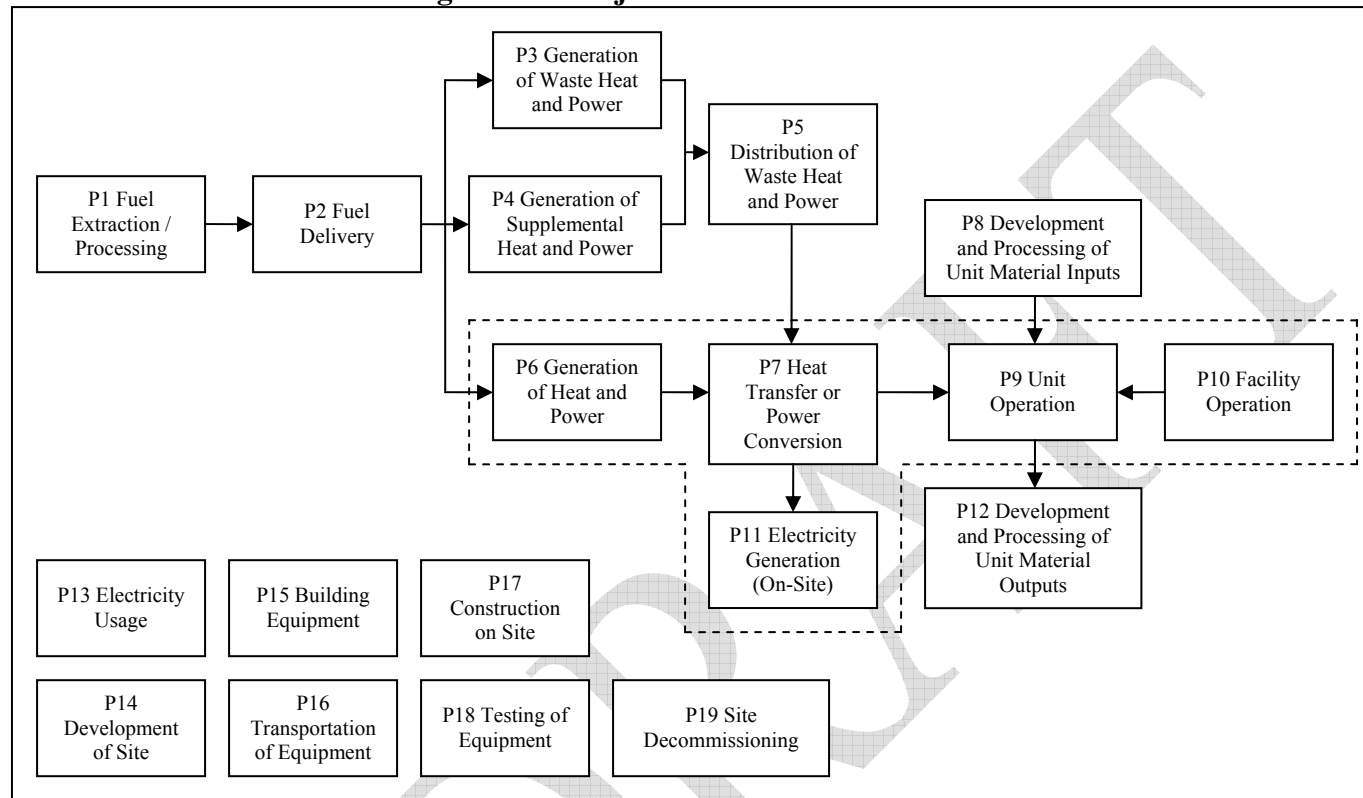 P3 Generation
of Waste Heat
and Power
P5
Distribution of
Waste Heat
and Power
P1 Fuel
Extraction /
Processing
P2 Fuel
Delivery
P4 Generation of
Supplemental
Heat and Power
P8 Development
and Processing of
Unit Material Inputs
P6 Generation
of Heat and
Power
P7 Heat
Transfer or
Power
Conversion
P9 Unit
Operation
P10 Facility
Operation
P11 Electricity
Generation
(On-Site)
P12 Development
and Processing of
Unit Material
Outputs
P13 Electricity
Usage
P15 Building
Equipment
P17
Construction
on Site
P14
Development
of Site
P16
Transportation
of Equipment
P18 Testing of
Equipment
P19 Site
Decommissioning
DRAFT